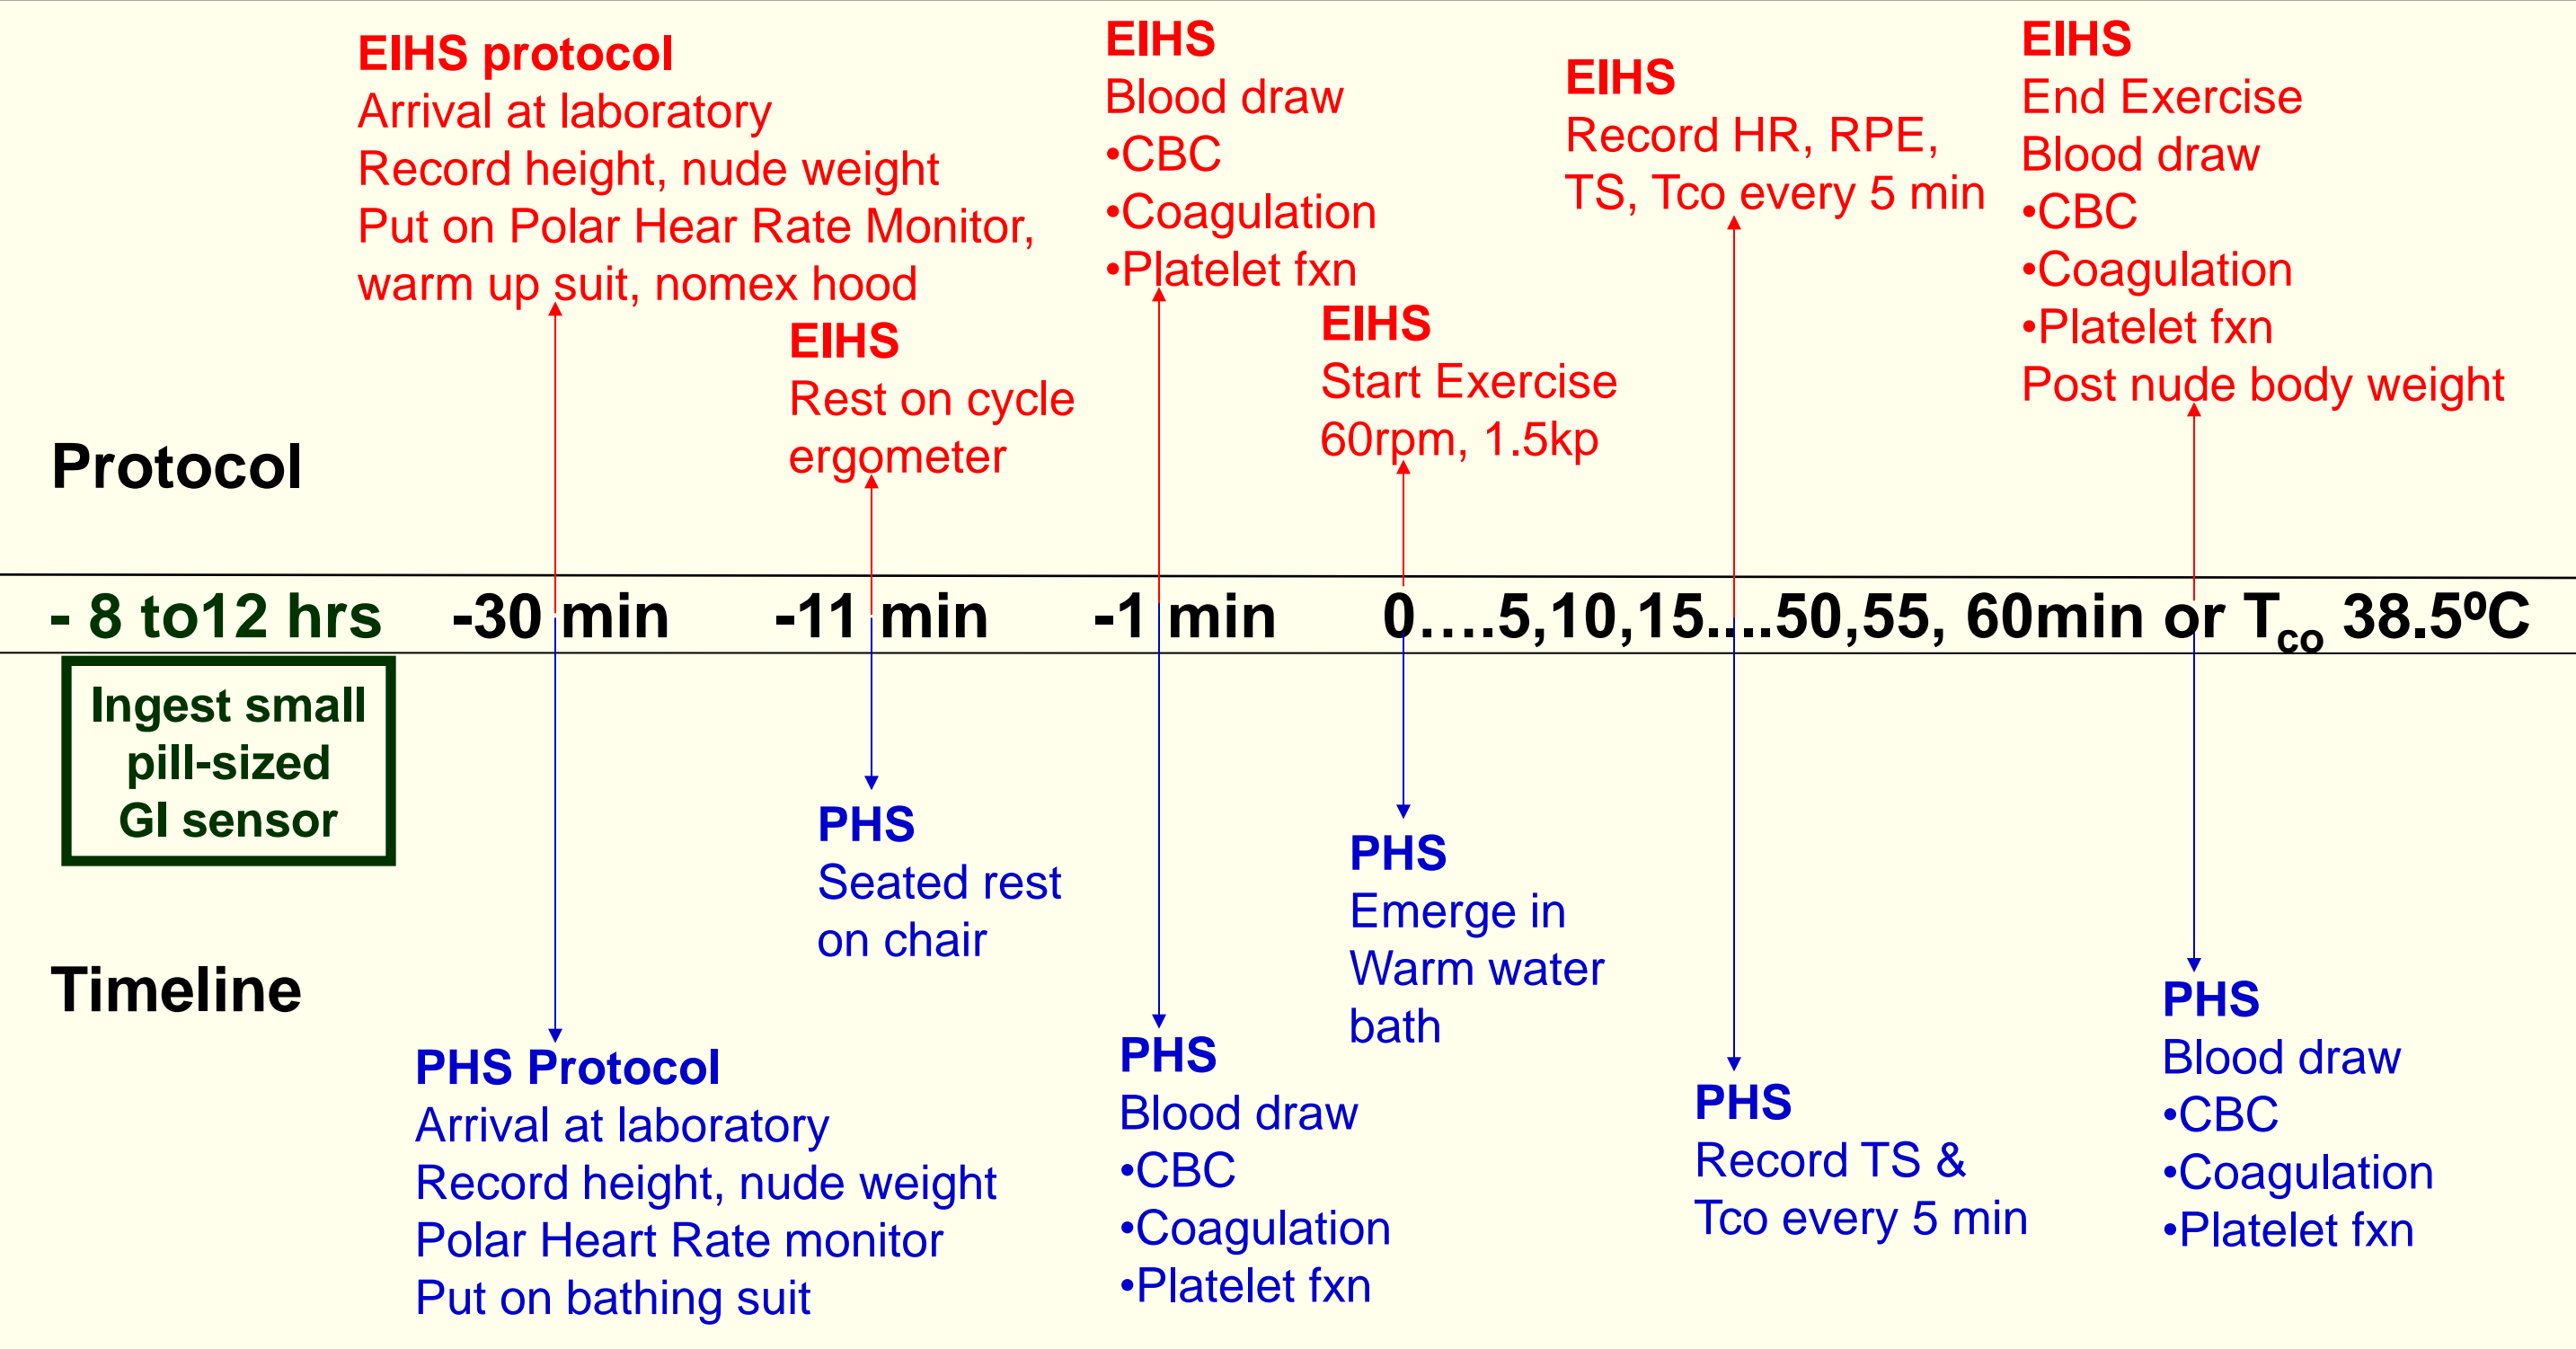 EIHS protocol
Arrival at laboratory
Record height, nude weight
Put on Polar Hear Rate Monitor,
warm up suit, nomex hood
EIHS
Rest on cycle
ergometer
EIHS
Blood draw
•CBC
•Coagulation
•Platelet fxn
EIHS
Start Exercise
60rpm, 1.5kp
EIHS
Record HR, RPE,
TS, Tco every 5 min
EIHS
End Exercise
Blood draw
•CBC
•Coagulation
•Platelet fxn
Post nude body weight
Protocol
- 8 to12 hrs -30 min -11 min -1 min 0....5,10,15....50,55, 60min or Tco 38.5ºC
Ingest small
pill-sized
GI sensor
Timeline
PHS Protocol
Arrival at laboratory
Record height, nude weight
Polar Heart Rate monitor
Put on bathing suit
PHS
Seated rest
on chair
PHS
Blood draw
•CBC
•Coagulation
•Platelet fxn
PHS
Emerge in
Warm water
bath
PHS
Record TS &
Tco every 5 min
PHS
Blood draw
•CBC
•Coagulation
•Platelet fxn